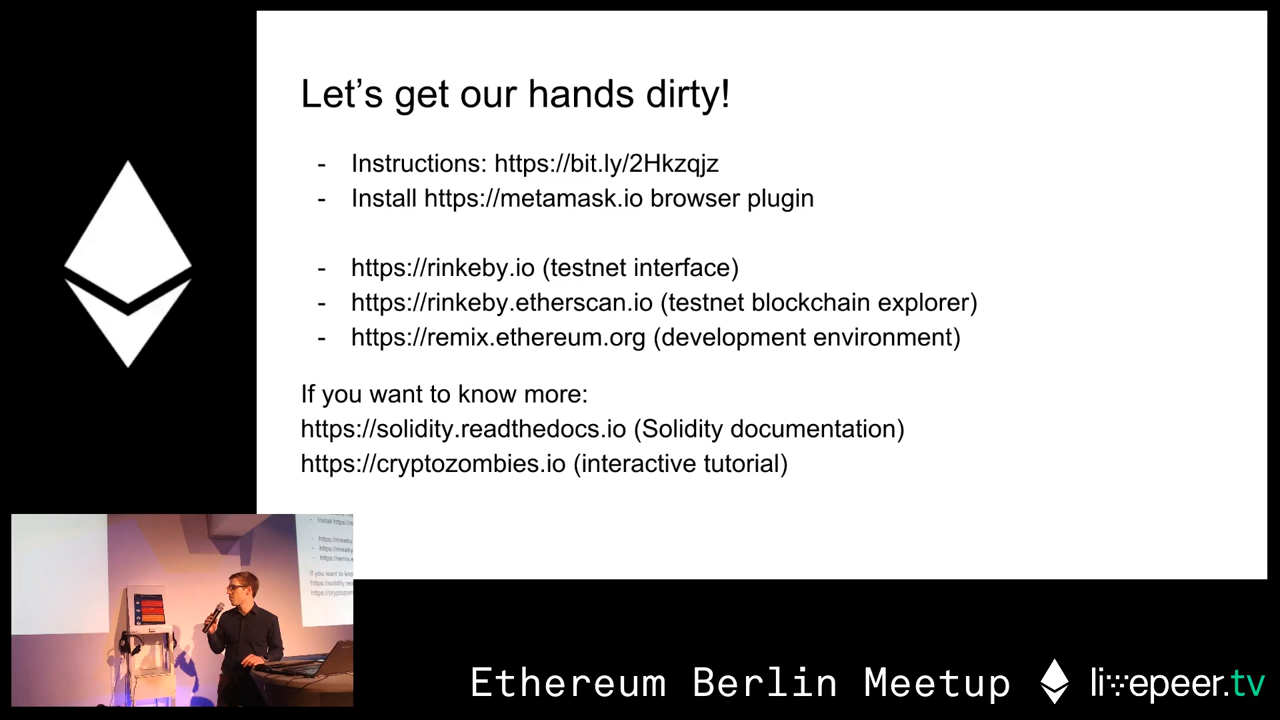 Let's get our hands dirty!
- Instructions: https://bit.ly/2Hkzqjz
- Install https://metamask.io browser plugin
- https://rinkeby.io (testnet interface)
- https://rinkeby.etherscan.io (testnet blockchain explorer)
- https://remix.ethereum.org (development environment)
If you want to know more:
https://solidity.readthedocs.io (Solidity documentation)
https://cryptozombies.io (interactive tutorial)
Ethereum Berlin Meetup
livepeer.tv